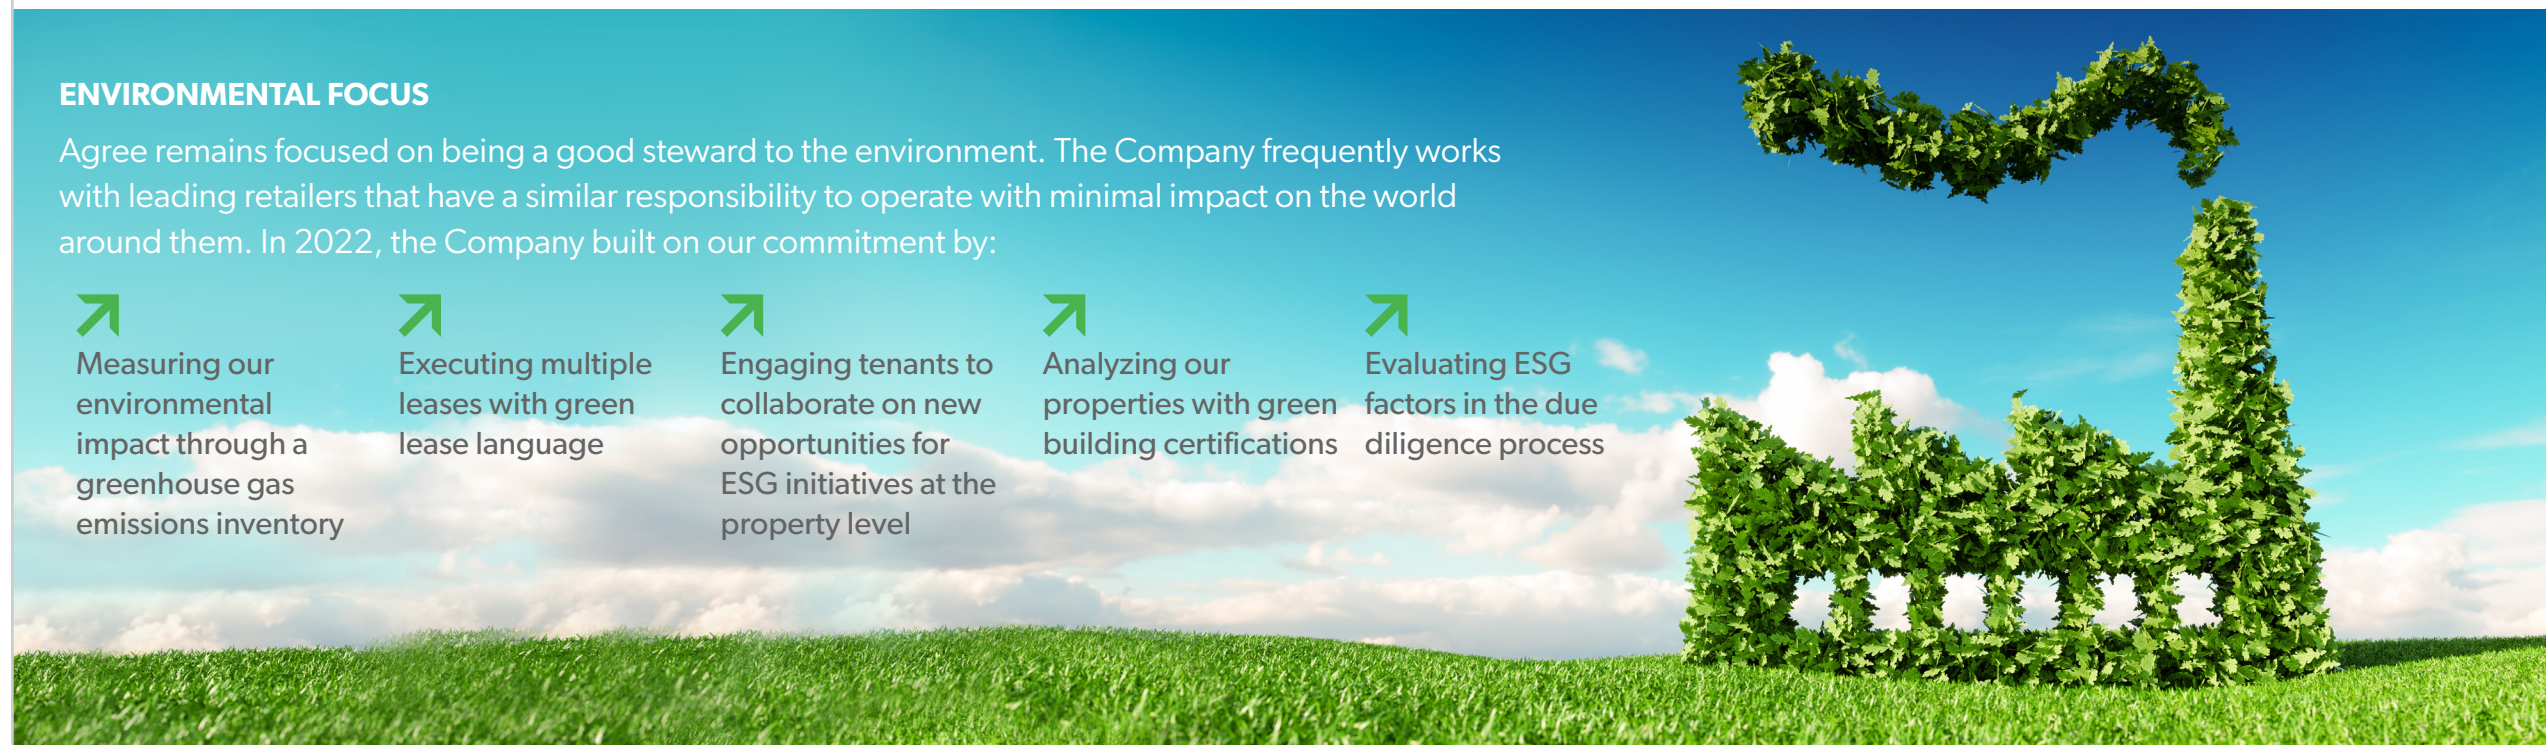 ENVIRONMENTAL FOCUS
Agree remains focused on being a good steward to the environment. The Company frequently works
with leading retailers that have a similar responsibility to operate with minimal impact on the world
around them. In 2022, the Company built on our commitment by:
Measuring our
environmental
impact through a
greenhouse gas
emissions inventory
Executing multiple
leases with green
lease language
Engaging tenants to
collaborate on new
opportunities for
ESG initiatives at the
property level
Analyzing our
properties with green
building certifications
Evaluating ESG
factors in the due
diligence process